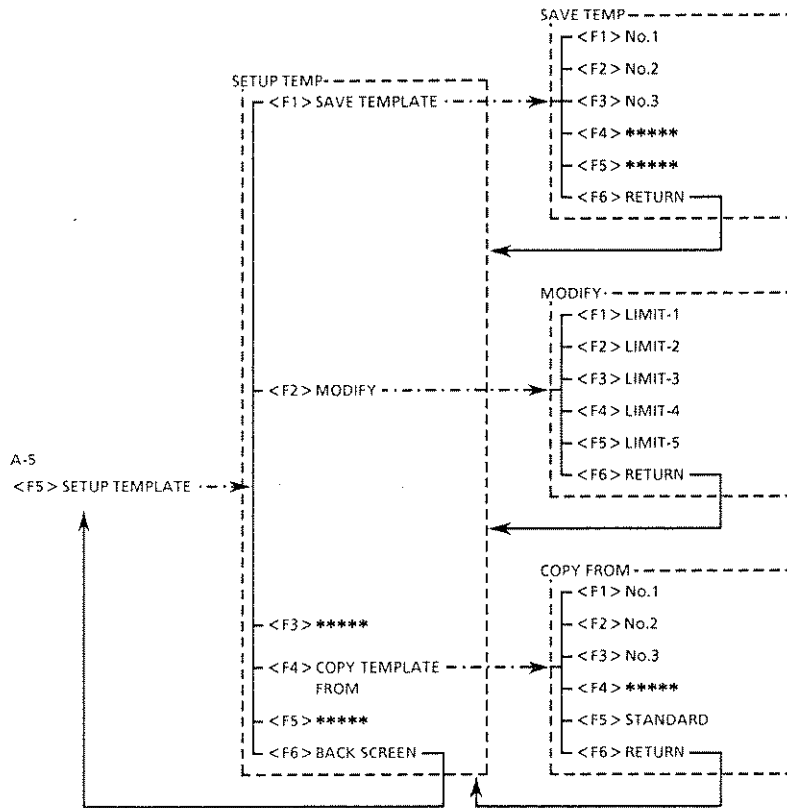 A-5
<F5> SETUP TEMPLATE
SETUP TEMP
<F1> SAVE TEMPLATE
<F2> MODIFY
<F3> *****
<F4> COPY TEMPLATE
FROM
<F5> *****
<F6> BACK SCREEN
SAVE TEMP
<F1> No.1
<F2> No.2
<F3> No.3
<F4> *****
<F5> *****
<F6> RETURN
MODIFY
<F1> LIMIT-1
<F2> LIMIT-2
<F3> LIMIT-3
<F4> LIMIT-4
<F5> LIMIT-5
<F6> RETURN
COPY FROM
<F1> No.1
<F2> No.2
<F3> No.3
<F4> *****
<F5> STANDARD
<F6> RETURN